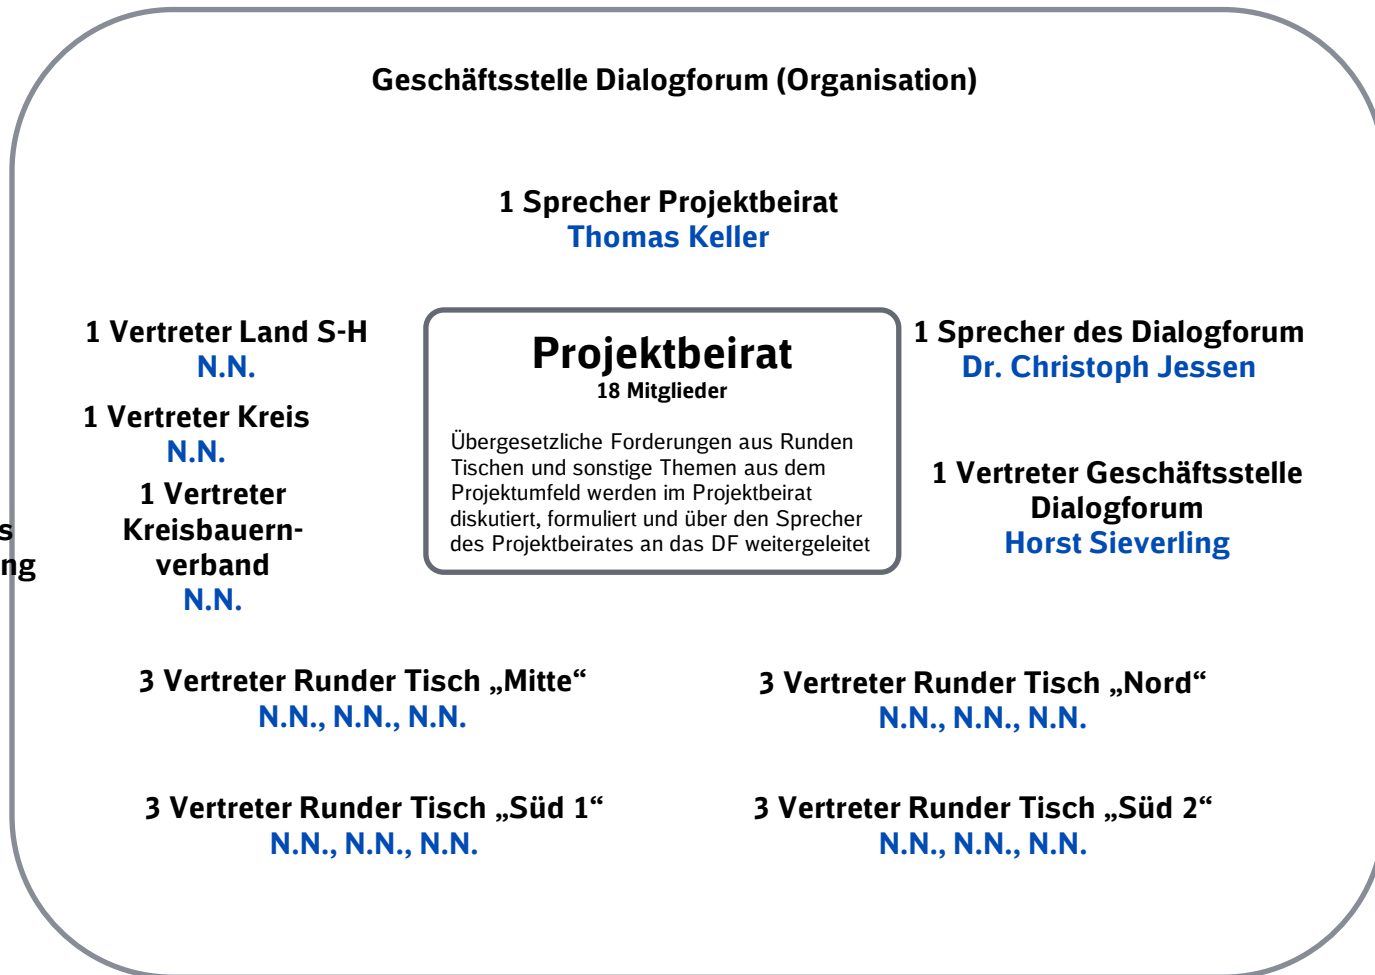 Geschäftsstelle Dialogforum (Organisation)
1 Sprecher Projektbeirat
Thomas Keller
1 Vertreter Land S-H
N.N.
1 Vertreter Kreis
N.N.
1 Vertreter
Kreisbauern-
verband
N.N.
s
ng
Projektbeirat
18 Mitglieder
Übergesetzliche Forderungen aus Runden
Tischen und sonstige Themen aus dem
Projektumfeld werden im Projektbeirat
diskutiert, formuliert und über den Sprecher
des Projektbeirates an das DF weitergeleitet
1 Sprecher des Dialogforum
Dr. Christoph Jessen
1 Vertreter Geschäftsstelle
Dialogforum
Horst Sieverling
3 Vertreter Runder Tisch „Mitte“
N.N., N.N., N.N.
3 Vertreter Runder Tisch „Nord“
N.N., N.N., N.N.
3 Vertreter Runder Tisch „Süd 1“
N.N., N.N., N.N.
3 Vertreter Runder Tisch „Süd 2“
N.N., N.N., N.N.